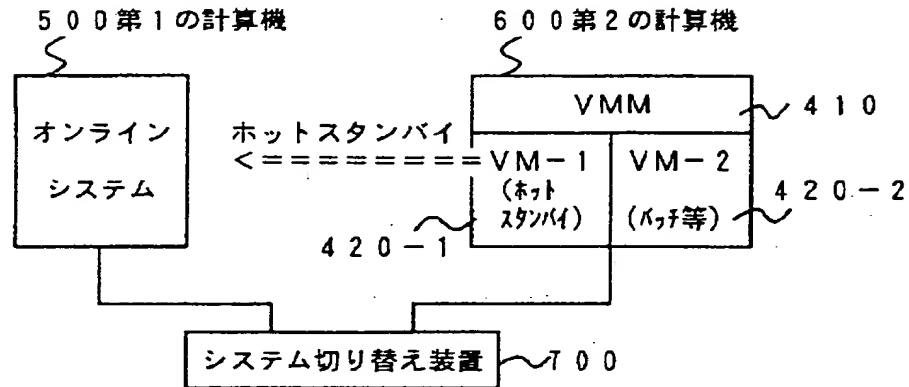 500第1の計算機
600第2の計算機
VMM
410
オンライン
システム
ホットスタンバイ
<========
VM-1
(ホット
スタンバイ)
VM-2
(バッチ等)
420-2
420-1
システム切り替え装置
700